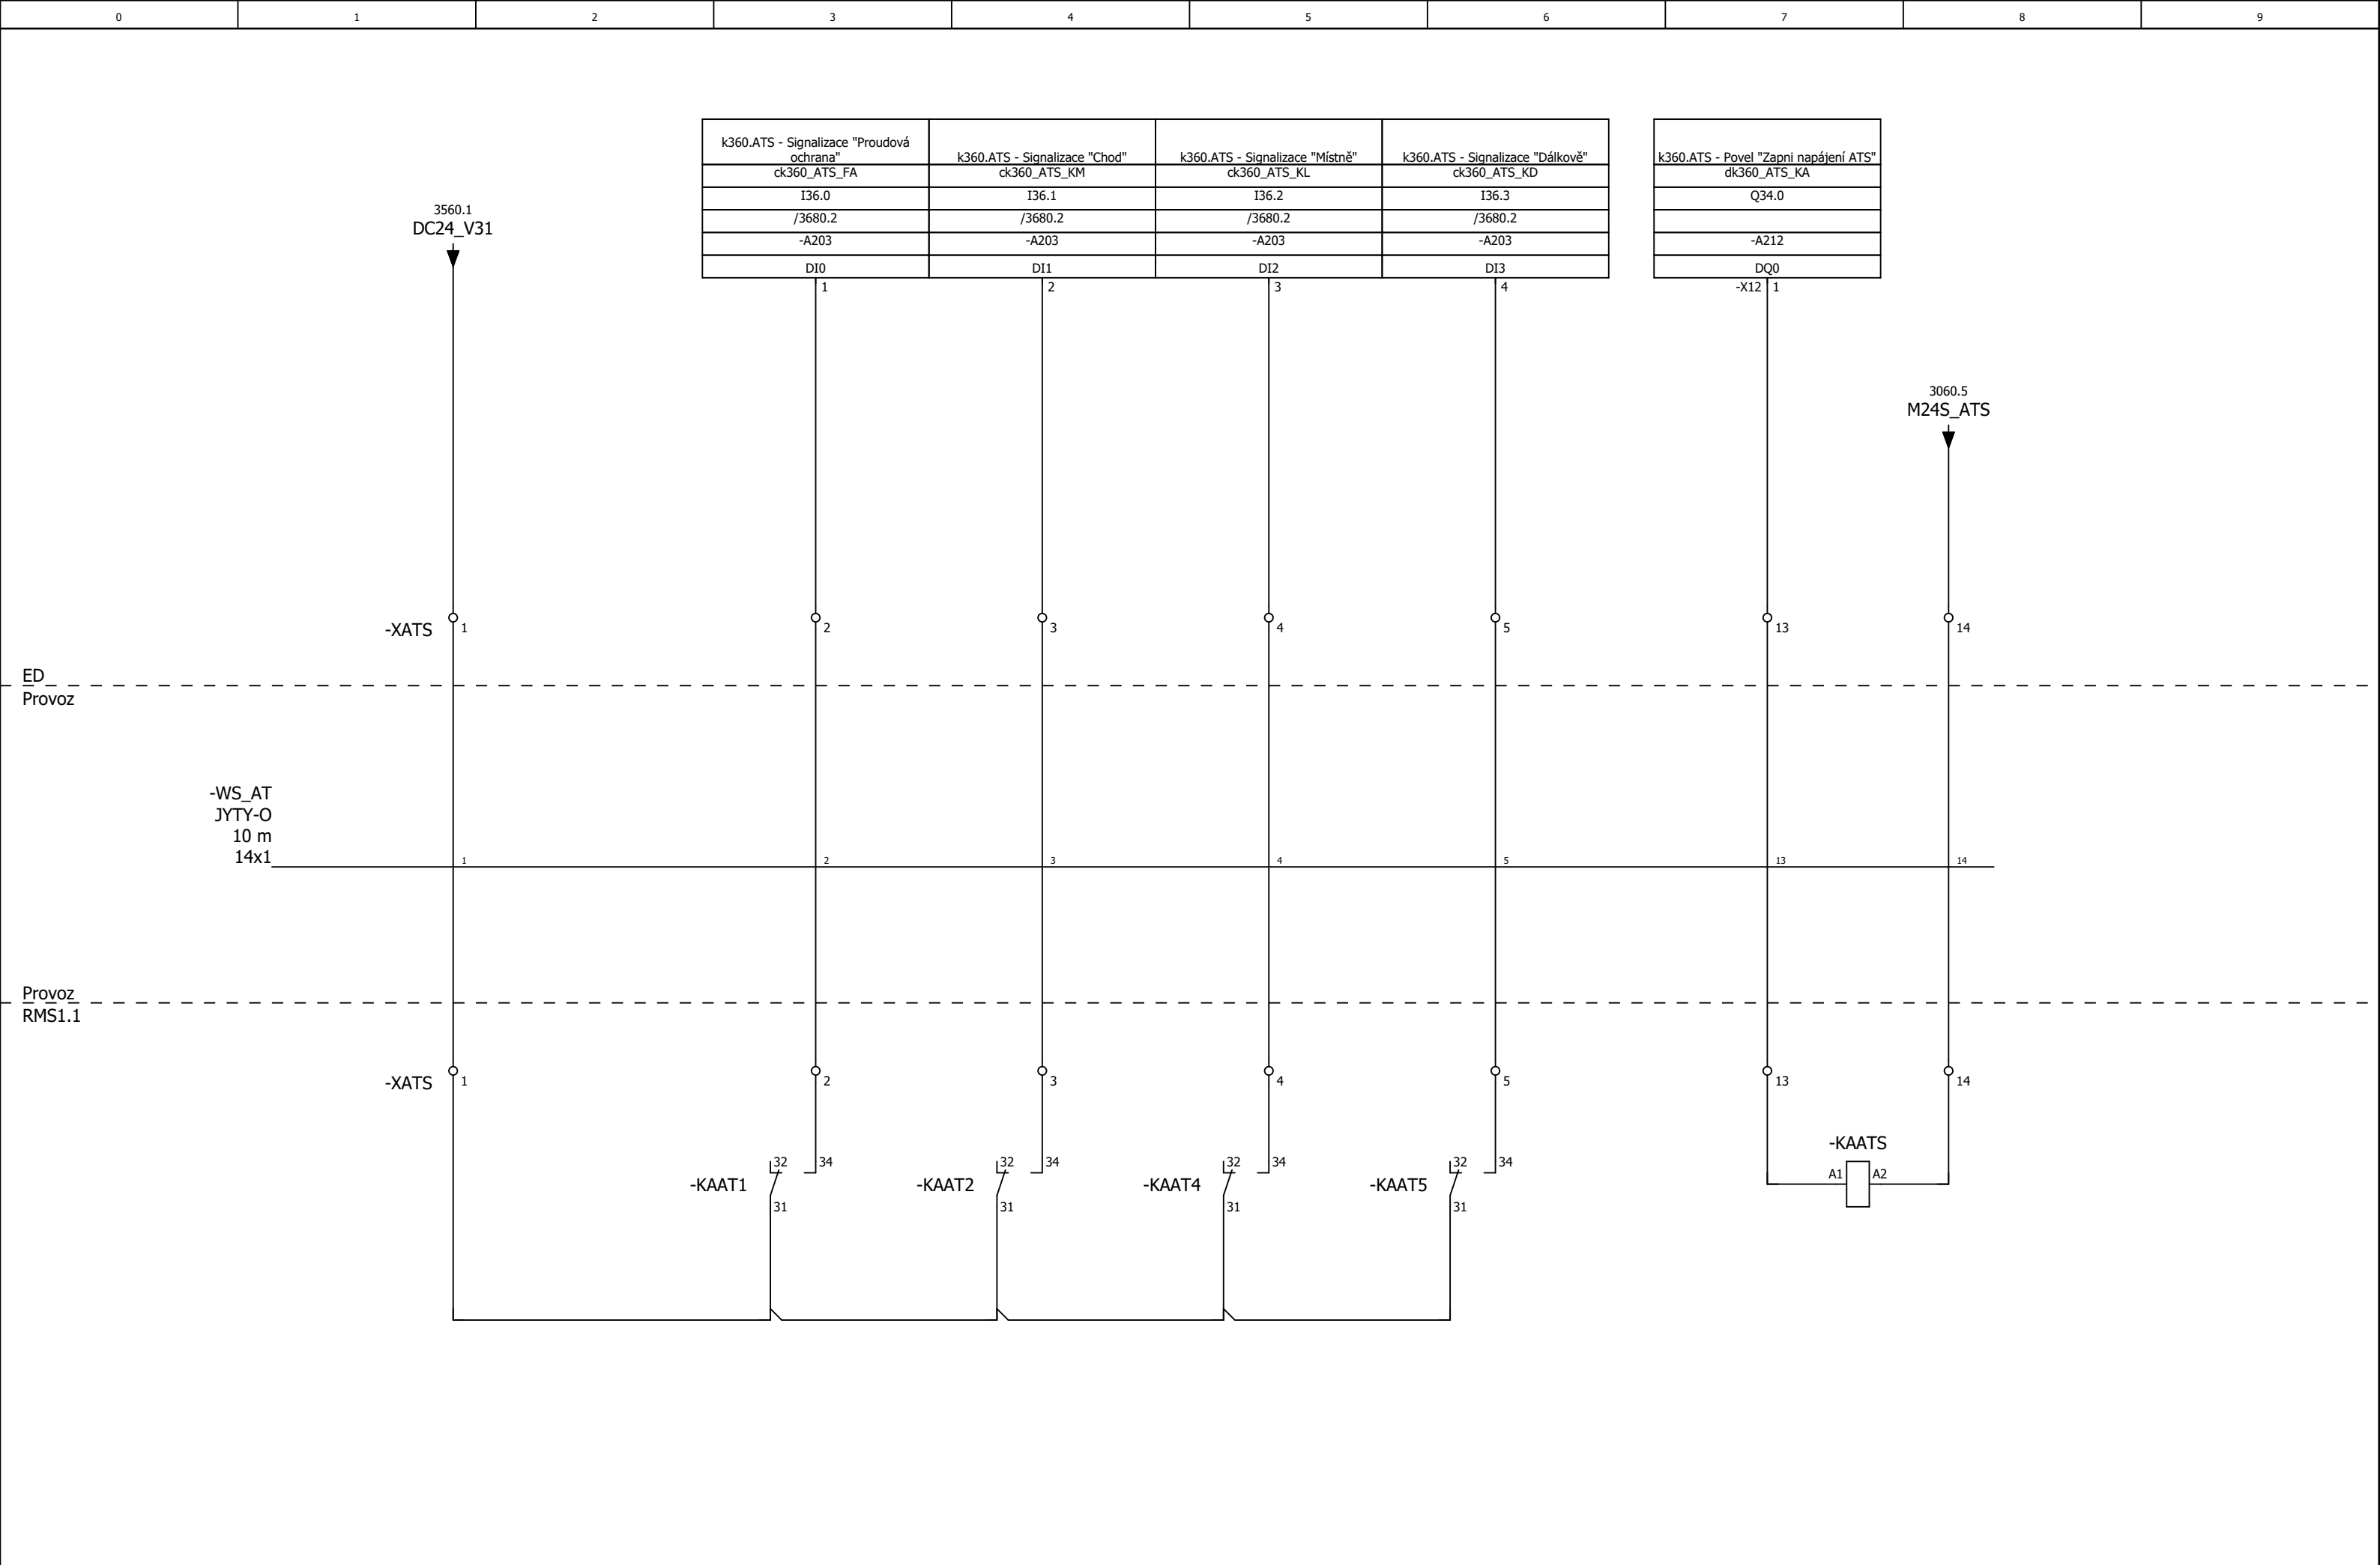 0 1 2 3 4 5 6 7 8 9
k360.ATS - Signalizace "Proudová
ochrana"
k360.ATS - Signalizace "Chod"
k360.ATS - Signalizace "Místně"
k360.ATS - Signalizace "Dálkově"
k360.ATS - Povel "Zapni napájení ATS"
ck360_ATS_FA ck360_ATS_KM ck360_ATS_KL ck360_ATS_KD dk360_ATS_KA
I36.0 I36.1 I36.2 I36.3 Q34.0
/3680.2 /3680.2 /3680.2 /3680.2
-A203 -A203 -A203 -A203 -A212
DI0 DI1 DI2 DI3 DQ0
1 2 3 4 -X12 1
3560.1
DC24_V31
3060.5
M24S_ATS
-XATS 1 2 3 4 5 13 14
ED
Provoz
-WS_AT
JYTY-O
10 m
14x1
1 2 3 4 5 13 14
Provoz
RMS1.1
-XATS 1 2 3 4 5 13 14
-KAATS
32 34 32 34 32 34 32 34
A1 A2
-KAAT1 -KAAT2 -KAAT4 -KAAT5
31 31 31 31